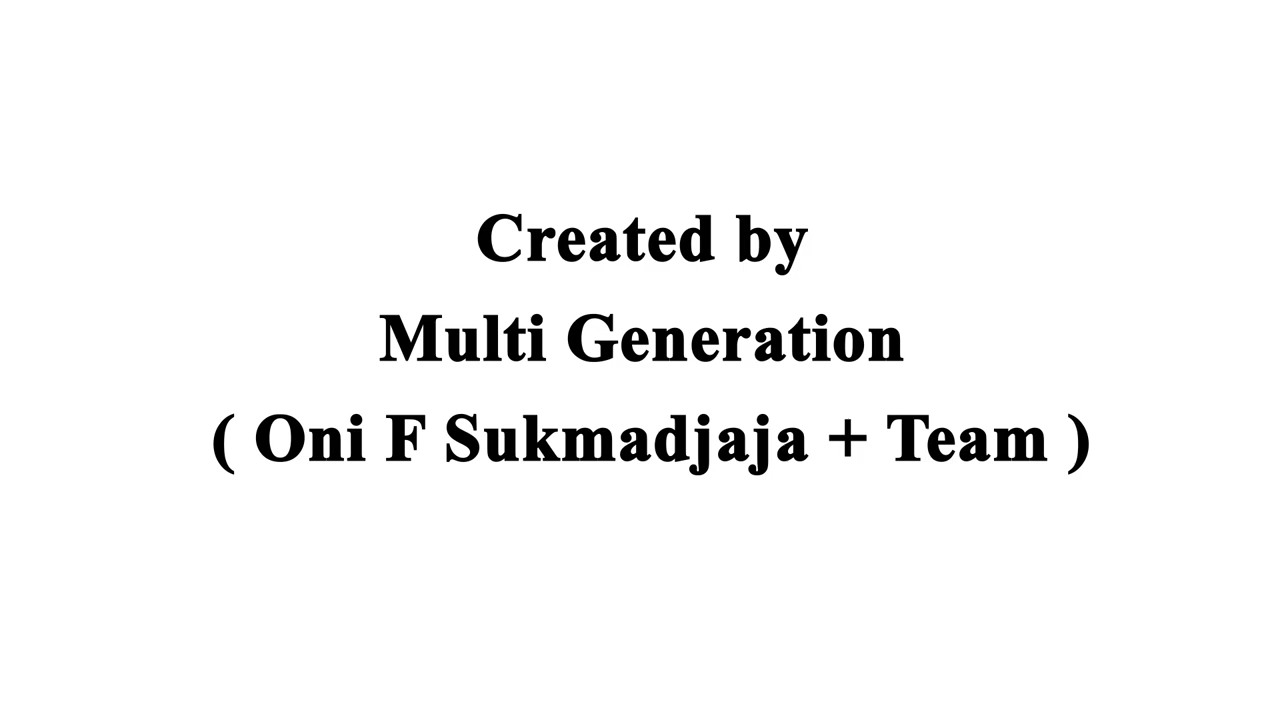 Created by
Multi Generation
( Oni F Sukmadjaja + Team )